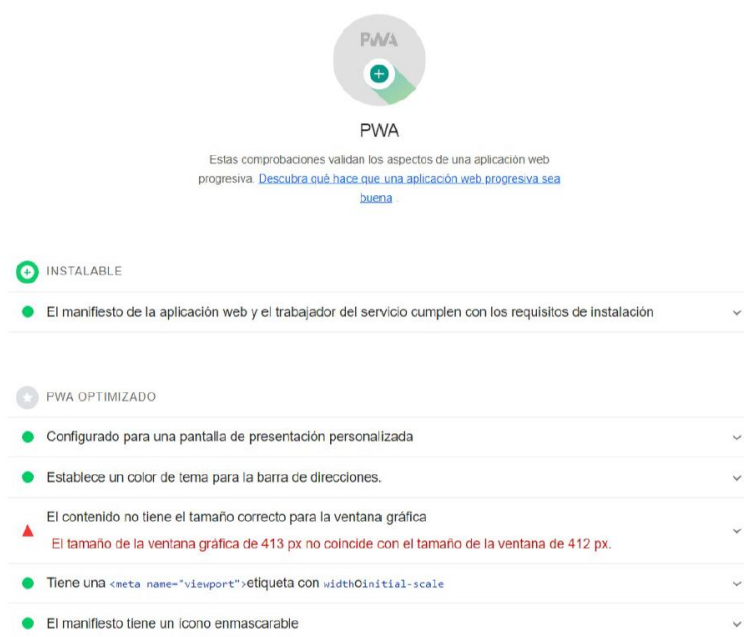 PWA
PWA
Estas comprobaciones validan los aspectos de una aplicación web
progresiva. Descubra qué hace que una aplicación web progresiva sea
buena .
INSTALABLE
El manifiesto de la aplicación web y el trabajador del servicio cumplen con los requisitos de instalación
PWA OPTIMIZADO
Configurado para una pantalla de presentación personalizada
Establece un color de tema para la barra de direcciones.
El contenido no tiene el tamaño correcto para la ventana gráfica
El tamaño de la ventana gráfica de 413 px no coincide con el tamaño de la ventana de 412 px.
Tiene una <meta name="viewport">etiqueta con widthOinitial-scale
El manifiesto tiene un ícono enmascarable